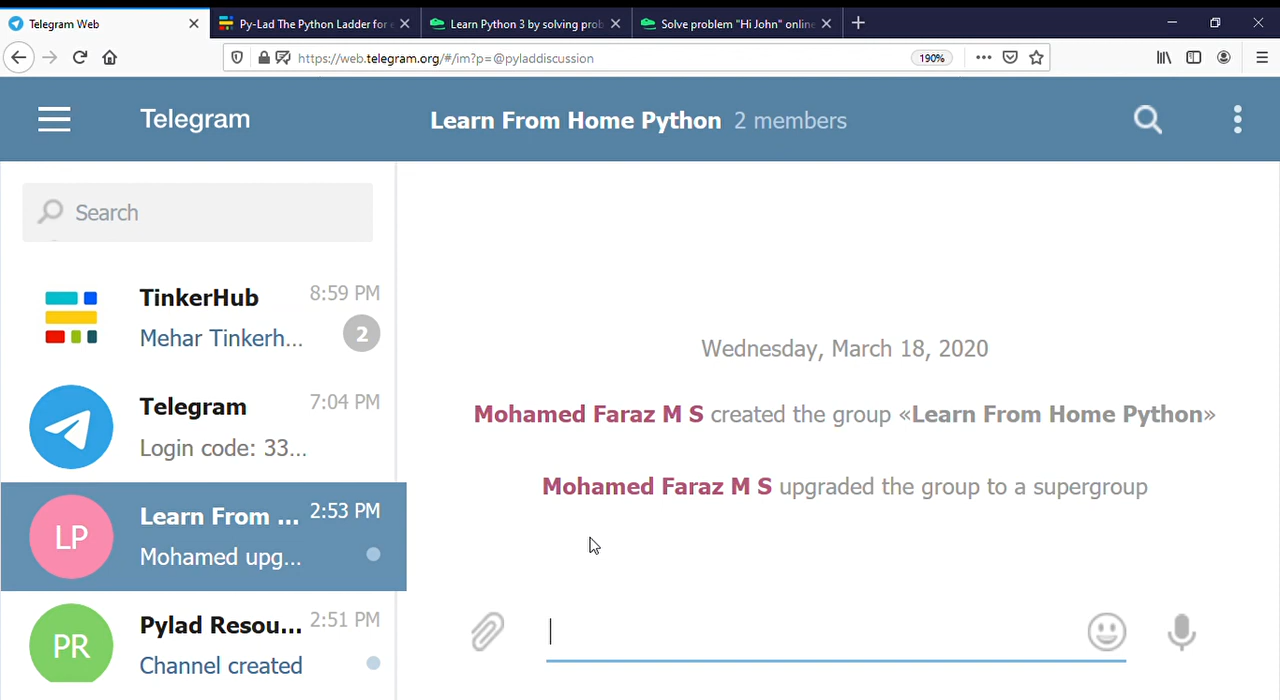 Telegram Web
Py-Lad The Python Ladder for
Learn Python 3 by solving prob
Solve problem "Hi John" online
https://web.telegram.org/#/im?p=@pyladdiscussion
190%
Telegram
Learn From Home Python 2 members
Search
TinkerHub 8:59 PM
Mehar Tinkerh... 2
Telegram 7:04 PM
Login code: 33...
LP
Learn From ... 2:53 PM
Mohamed upg...
PR
Pylad Resou... 2:51 PM
Channel created
Wednesday, March 18, 2020
Mohamed Faraz M S created the group «Learn From Home Python»
Mohamed Faraz M S upgraded the group to a supergroup